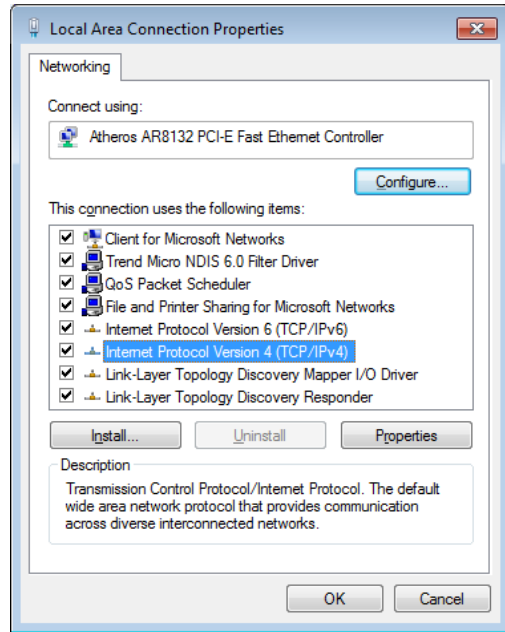 Local Area Connection Properties
Networking
Connect using:
Atheros AR8132 PCI-E Fast Ethernet Controller
Configure...
This connection uses the following items:
Client for Microsoft Networks
Trend Micro NDIS 6.0 Filter Driver
QoS Packet Scheduler
File and Printer Sharing for Microsoft Networks
Internet Protocol Version 6 (TCP/IPv6)
Internet Protocol Version 4 (TCP/IPv4)
Link-Layer Topology Discovery Mapper I/O Driver
Link-Layer Topology Discovery Responder
Install... Uninstall Properties
Description
Transmission Control Protocol/Internet Protocol. The default
wide area network protocol that provides communication
across diverse interconnected networks.
OK Cancel